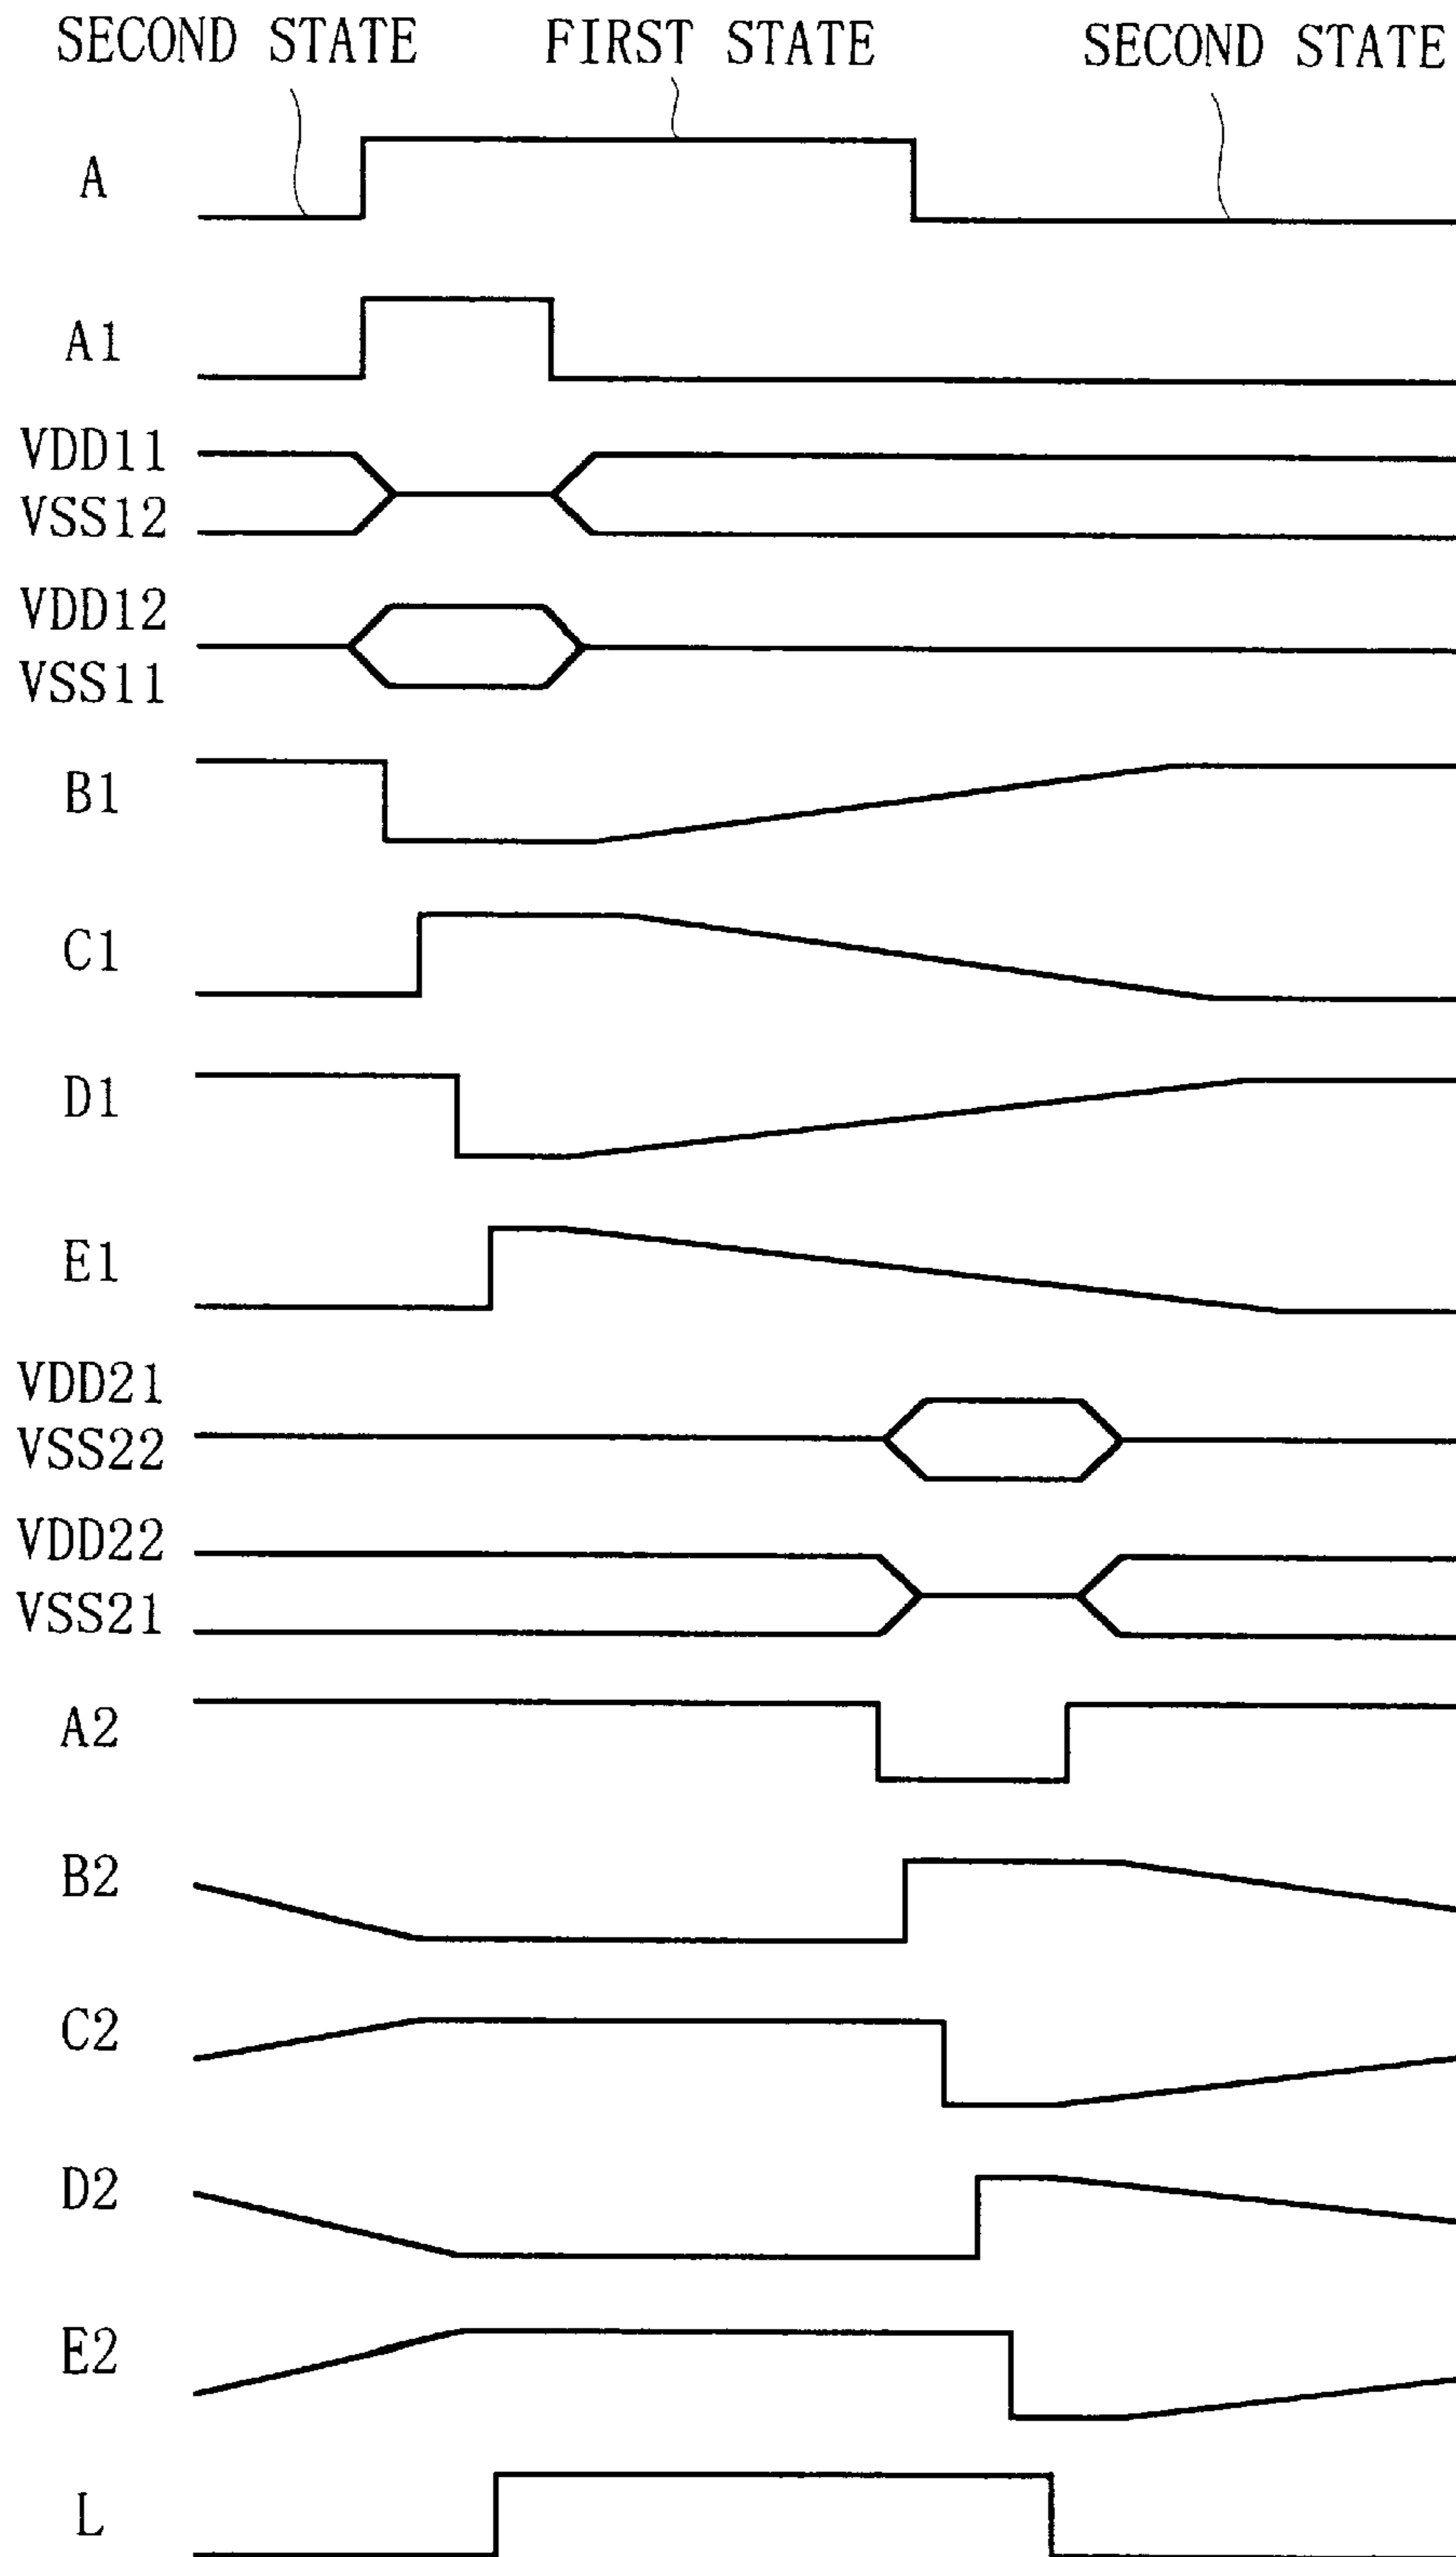 SECOND STATE FIRST STATE SECOND STATE
A
A1
VDD11
VSS12
VDD12
VSS11
B1
C1
D1
E1
VDD21
VSS22
VDD22
VSS21
A2
B2
C2
D2
E2
L